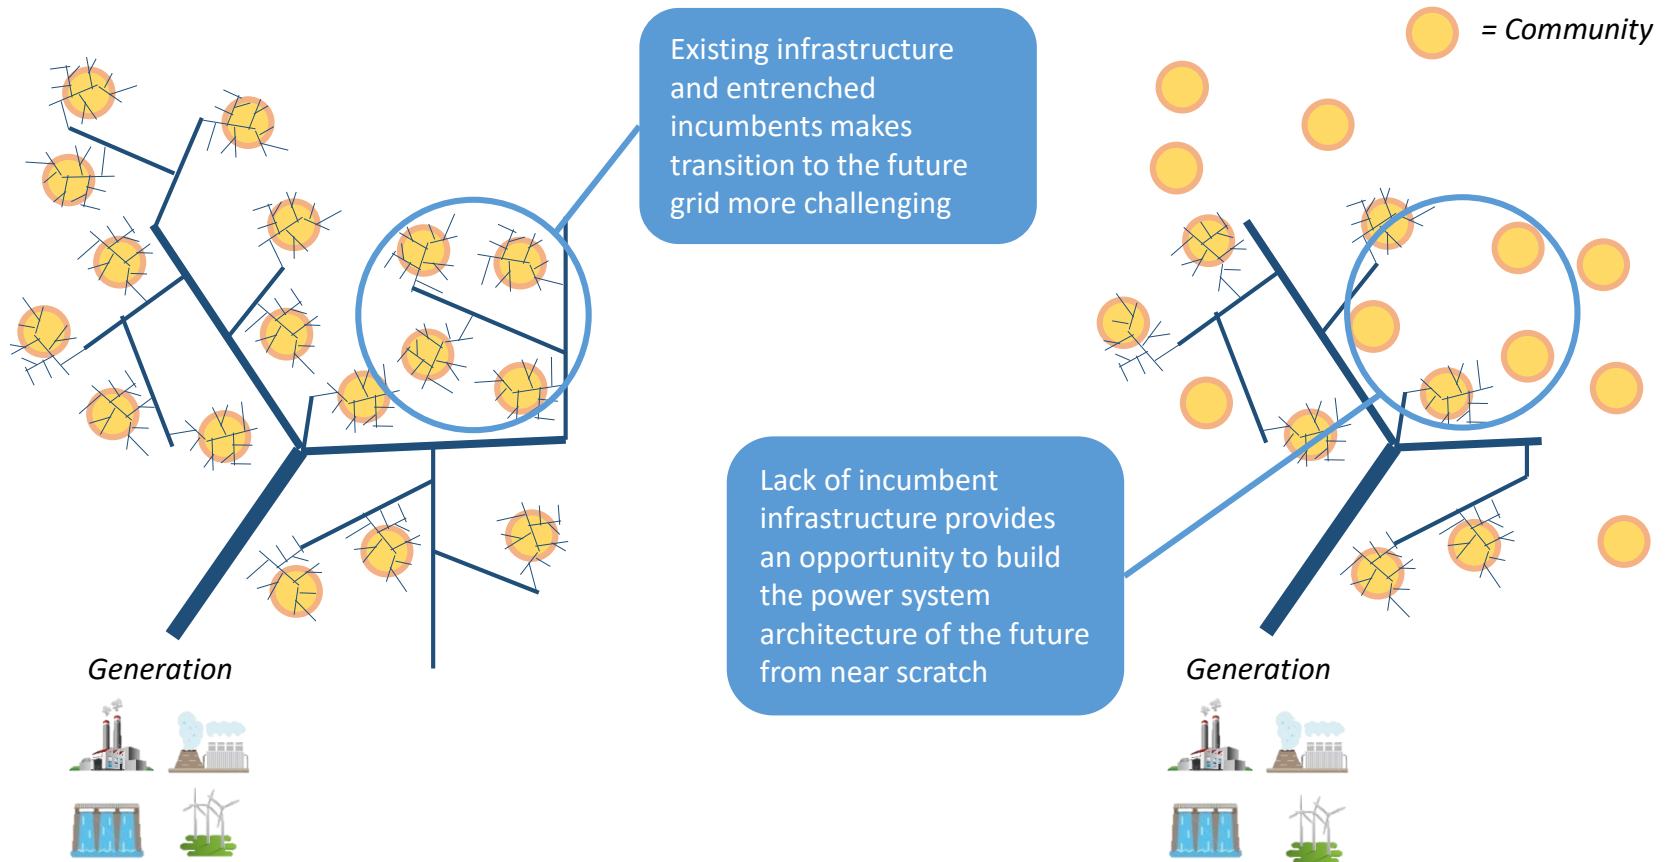 Existing infrastructure
and entrenched
incumbents makes
transition to the future
grid more challenging
= Community
Lack of incumbent
infrastructure provides
an opportunity to build
the power system
architecture of the future
from near scratch
Generation
Generation